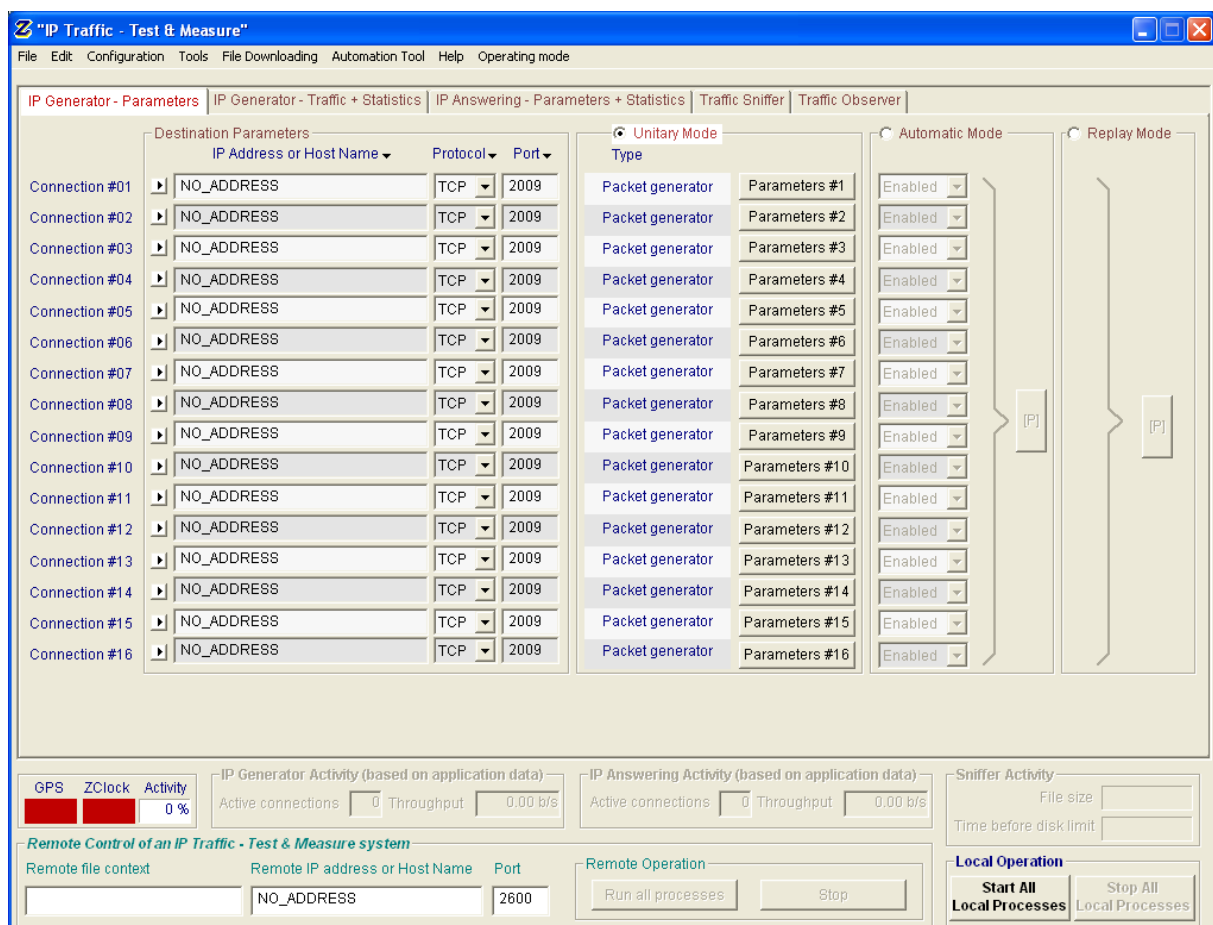 "IP Traffic - Test & Measure"
File Edit Configuration Tools File Downloading Automation Tool Help Operating mode
IP Generator - Parameters IP Generator - Traffic + Statistics IP Answering - Parameters + Statistics Traffic Sniffer Traffic Observer
Destination Parameters Unitary Mode Automatic Mode Replay Mode
IP Address or Host Name Protocol Port Type
Connection #01 NO_ADDRESS TCP 2009 Packet generator Parameters #1 Enabled
Connection #02 NO_ADDRESS TCP 2009 Packet generator Parameters #2 Enabled
Connection #03 NO_ADDRESS TCP 2009 Packet generator Parameters #3 Enabled
Connection #04 NO_ADDRESS TCP 2009 Packet generator Parameters #4 Enabled
Connection #05 NO_ADDRESS TCP 2009 Packet generator Parameters #5 Enabled
Connection #06 NO_ADDRESS TCP 2009 Packet generator Parameters #6 Enabled
Connection #07 NO_ADDRESS TCP 2009 Packet generator Parameters #7 Enabled
Connection #08 NO_ADDRESS TCP 2009 Packet generator Parameters #8 Enabled
[P] [P]
Connection #09 NO_ADDRESS TCP 2009 Packet generator Parameters #9 Enabled
Connection #10 NO_ADDRESS TCP 2009 Packet generator Parameters #10 Enabled
Connection #11 NO_ADDRESS TCP 2009 Packet generator Parameters #11 Enabled
Connection #12 NO_ADDRESS TCP 2009 Packet generator Parameters #12 Enabled
Connection #13 NO_ADDRESS TCP 2009 Packet generator Parameters #13 Enabled
Connection #14 NO_ADDRESS TCP 2009 Packet generator Parameters #14 Enabled
Connection #15 NO_ADDRESS TCP 2009 Packet generator Parameters #15 Enabled
Connection #16 NO_ADDRESS TCP 2009 Packet generator Parameters #16 Enabled
IP Generator Activity (based on application data) IP Answering Activity (based on application data) Sniffer Activity
GPS ZClock Activity
0 %
Active connections 0 Throughput 0.00 b/s Active connections 0 Throughput 0.00 b/s
File size
Time before disk limit
Remote Control of an IP Traffic - Test & Measure system
Remote file context Remote IP address or Host Name Port
NO_ADDRESS 2600
Remote Operation
Run all processes Stop
Local Operation
Start All Local Processes
Stop All Local Processes